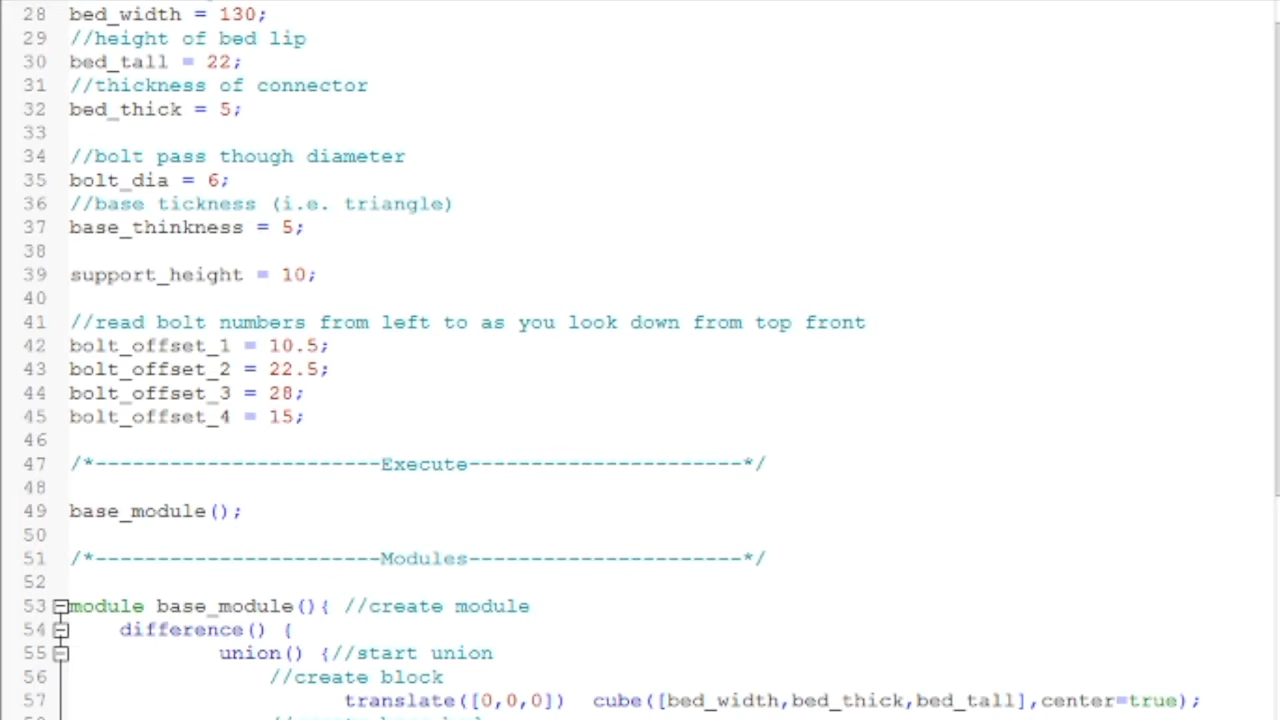 28 bed_width = 130;
29 //height of bed lip
30 bed_tall = 22;
31 //thickness of connector
32 bed_thick = 5;
33
34 //bolt pass though diameter
35 bolt_dia = 6;
36 //base tickness (i.e. triangle)
37 base_thinkness = 5;
38
39 support_height = 10;
40
41 //read bolt numbers from left to as you look down from top front
42 bolt_offset_1 = 10.5;
43 bolt_offset_2 = 22.5;
44 bolt_offset_3 = 28;
45 bolt_offset_4 = 15;
46
47 /*-----------------------Execute----------------------*/
48
49 base_module();
50
51 /*-----------------------Modules----------------------*/
52
53 module base_module(){ //create module
54 difference() {
55 union() {//start union
56 //create block
57 translate([0,0,0]) cube([bed_width,bed_thick,bed_tall],center=true);